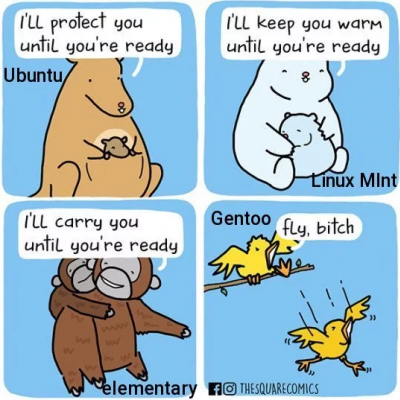 I'll protect you
until you're ready
Ubuntu
I'll keep you warm
until you're ready
Linux MInt
I'll carry you
until you're ready
elementary
Gentoo
fly, bitch
THESQUARECOMICS